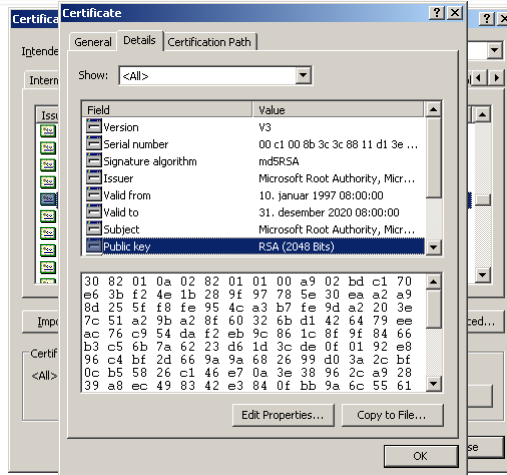 Certifica
Certificate
Intende
Intern
Issu
Impo
Certif
<All>
General Details Certification Path
Show: <All>
Field Value
Version V3
Serial number 00 c1 00 8b 3c 3c 88 11 d1 3e ...
Signature algorithm md5RSA
Issuer Microsoft Root Authority, Micr...
Valid from 10. januar 1997 08:00:00
Valid to 31. desember 2020 08:00:00
Subject Microsoft Root Authority, Micr...
Public key RSA (2048 Bits)
30 82 01 0a 02 82 01 01 00 a9 02 bd c1 70
e6 3b f2 4e 1b 28 9f 97 78 5e 30 ea a2 a9
8d 25 5f f8 fe 95 4c a3 b7 fe 9d a2 20 3e
7c 51 a2 9b a2 8f 60 32 6b d1 42 64 79 ee
ac 76 c9 54 da f2 eb 9c 86 1c 8f 9f 84 66
b3 c5 6b 7a 62 23 d6 1d 3c de 0f 01 92 e8
96 c4 bf 2d 66 9a 9a 68 26 99 d0 3a 2c bf
0c b5 58 26 c1 46 e7 0a 3e 38 96 2c a9 28
39 a8 ec 49 83 42 e3 84 0f bb 9a 6c 55 61
Edit Properties... Copy to File...
OK
ced...
se